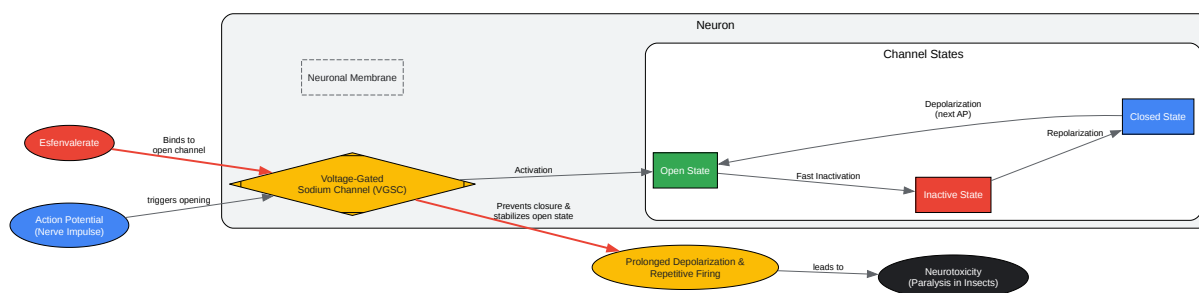 Neuron
Channel States
Neuronal Membrane
Depolarization
(next AP)
Closed State
Esfenvalerate
Binds to
open channel
Repolarization
Voltage-Gated
Sodium Channel (VGSC)
Activation
Open State
Fast Inactivation
Inactive State
triggers opening
Action Potential
(Nerve Impulse)
Prevents closure &
stabilizes open state
Prolonged Depolarization &
Repetitive Firing
leads to
Neurotoxicity
(Paralysis in Insects)